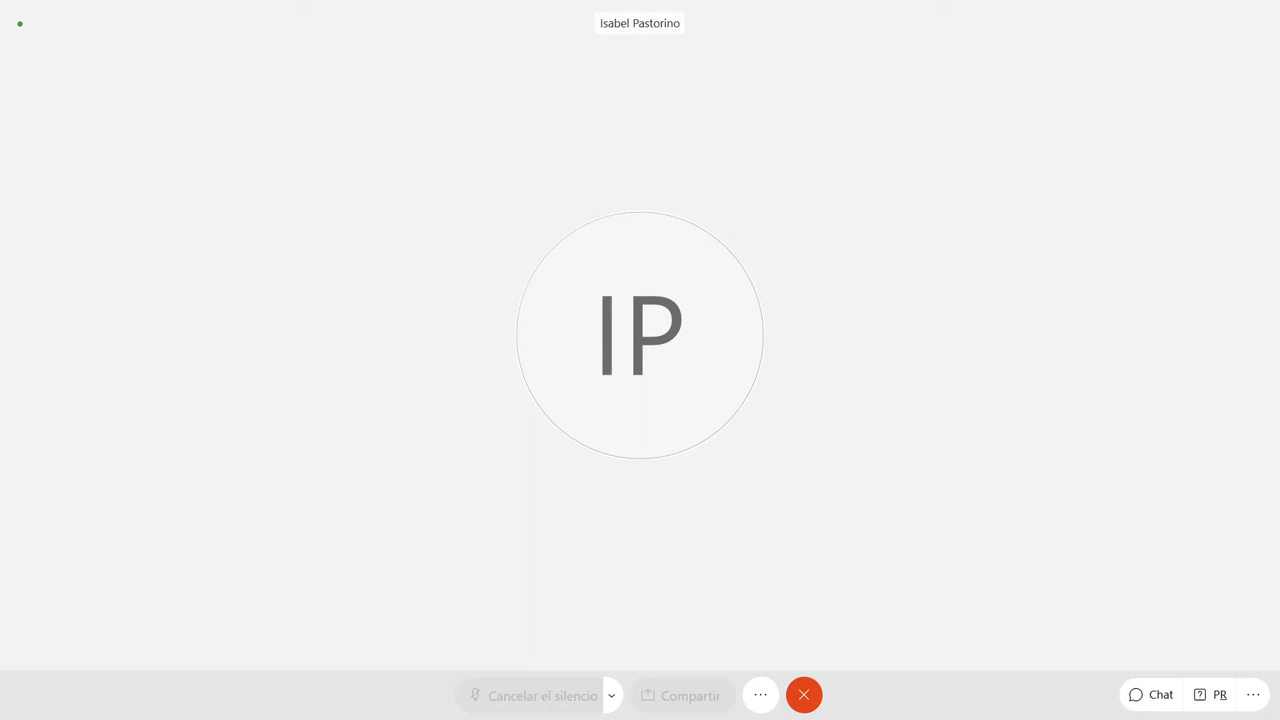 Isabel Pastorino
IP
Cancelar el silencio
Compartir
Chat
PR